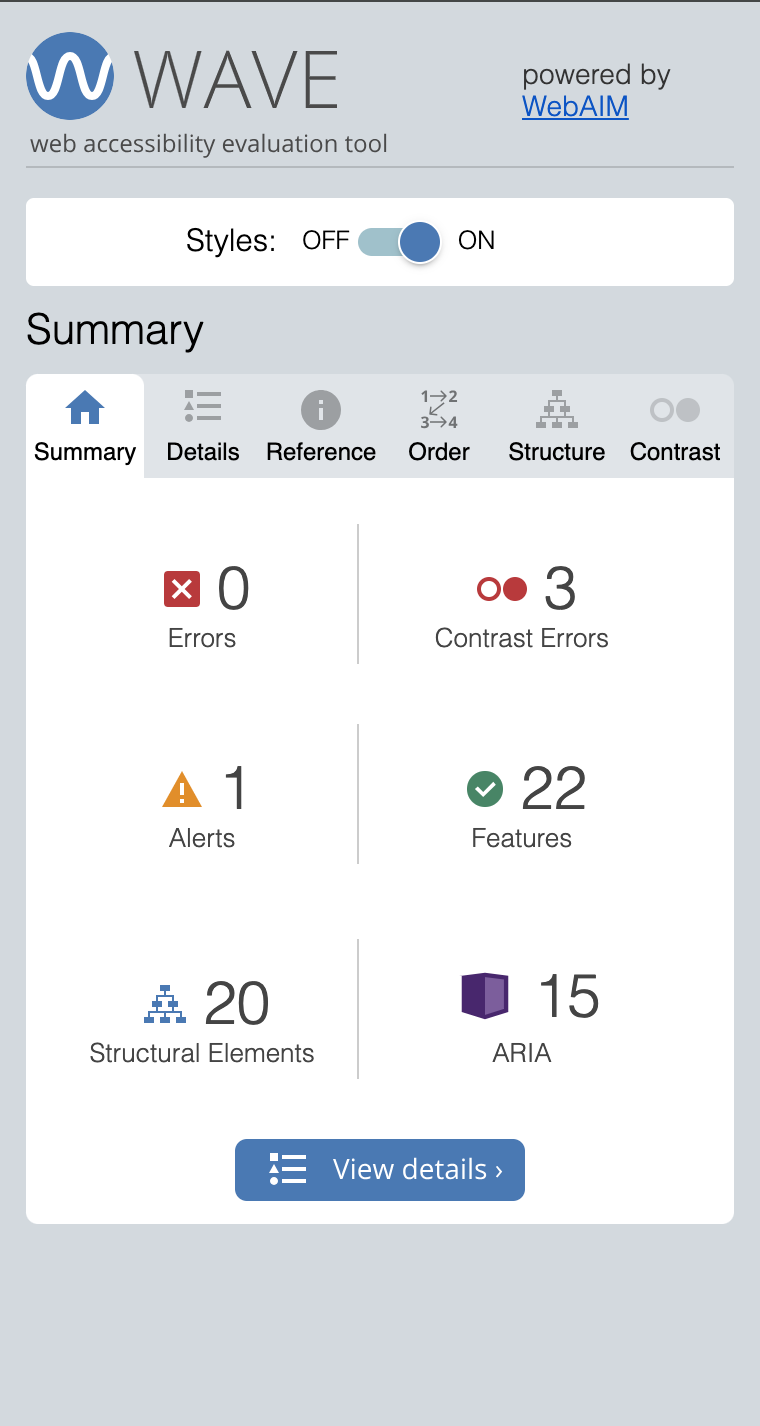 WAVE
powered by
WebAIM
web accessibility evaluation tool
Styles: OFF ON
Summary
1→2
3→4
Summary Details Reference Order Structure Contrast
0 3
Errors Contrast Errors
1 22
Alerts Features
20 15
Structural Elements ARIA
View details ›